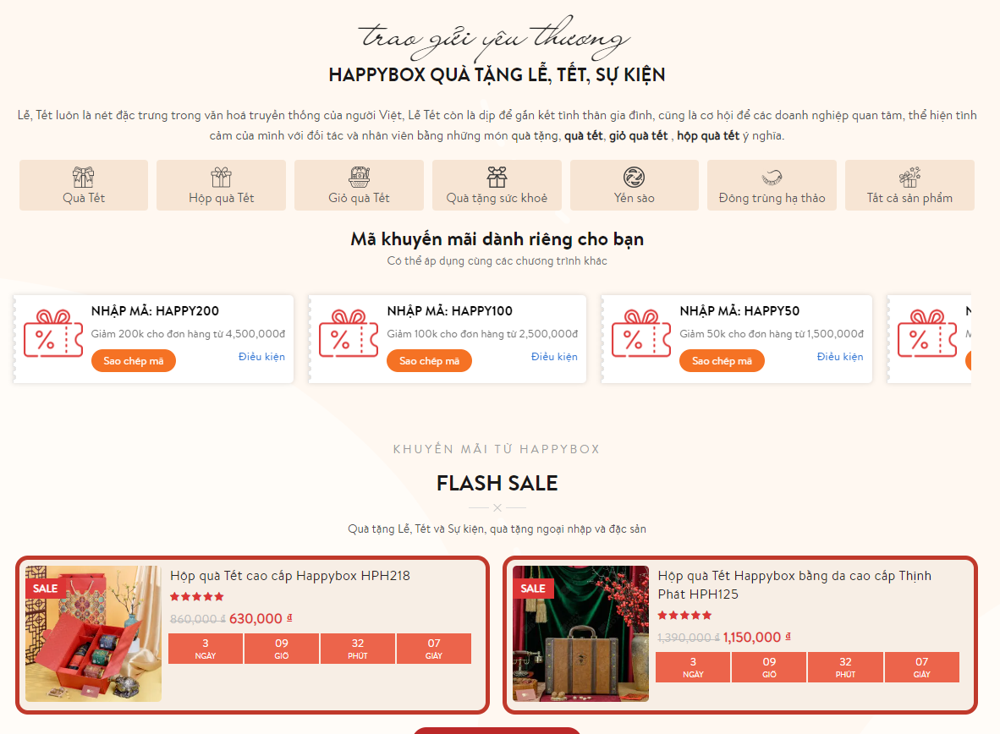 trao gửi yêu thương
HAPPYBOX QUÀ TẶNG LỄ, TẾT, SỰ KIỆN
Lễ, Tết luôn là nét đặc trưng trong văn hoá truyền thống của người Việt, Lễ Tết còn là dịp để gắn kết tình thân gia đình, cũng là cơ hội để các doanh nghiệp quan tâm, thể hiện tình
cảm của mình với đối tác và nhân viên bằng những món quà tặng, quà tết, giỏ quà tết , hộp quà tết ý nghĩa.
Quà Tết
Hộp quà Tết
Giỏ quà Tết
Quà tặng sức khoẻ
Yến sào
Đông trùng hạ thảo
Tất cả sản phẩm
Mã khuyến mãi dành riêng cho bạn
Có thể áp dụng cùng các chương trình khác
NHẬP MÃ: HAPPY200
Giảm 200k cho đơn hàng từ 4,500,000đ
Sao chép mã
Điều kiện
NHẬP MÃ: HAPPY100
Giảm 100k cho đơn hàng từ 2,500,000đ
Sao chép mã
Điều kiện
NHẬP MÃ: HAPPY50
Giảm 50k cho đơn hàng từ 1,500,000đ
Sao chép mã
Điều kiện
KHUYẾN MÃI TỪ HAPPYBOX
FLASH SALE
Quà tặng Lễ, Tết và Sự kiện, quà tặng ngoại nhập và đặc sản
SALE
Hộp quà Tết cao cấp Happybox HPH218
860,000 ₫ 630,000 ₫
3 09 32 07
NGÀY GIỜ PHÚT GIÂY
SALE
Hộp quà Tết Happybox bằng da cao cấp Thịnh
Phát HPH125
1,390,000 ₫ 1,150,000 ₫
3 09 32 07
NGÀY GIỜ PHÚT GIÂY